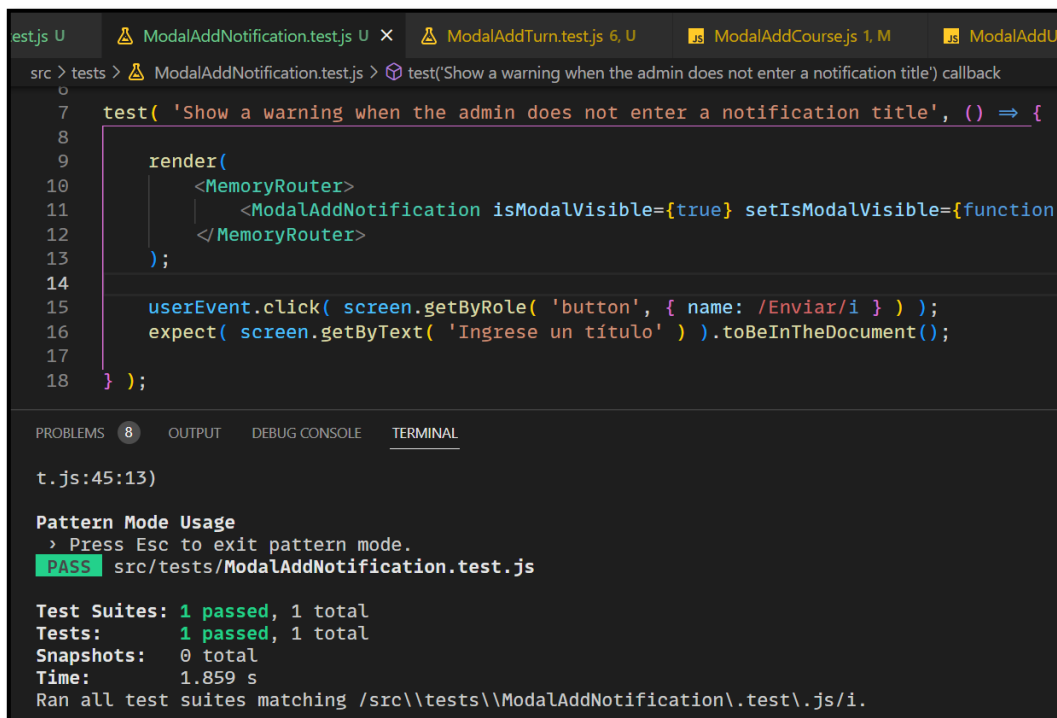 est.js U ModalAddNotification.test.js U × ModalAddTurn.test.js 6, U JS ModalAddCourse.js 1, M JS ModalAddU
src > tests > ModalAddNotification.test.js > test('Show a warning when the admin does not enter a notification title') callback
6
7 test( 'Show a warning when the admin does not enter a notification title', () => {
8
9 render(
10 <MemoryRouter>
11 <ModalAddNotification isModalVisible={true} setIsModalVisible={function
12 </MemoryRouter>
13 );
14
15 userEvent.click( screen.getByRole( 'button', { name: /Enviar/i } ) );
16 expect( screen.getByText( 'Ingrese un título' ) ).toBeInTheDocument();
17
18 } );
PROBLEMS 8 OUTPUT DEBUG CONSOLE TERMINAL
t.js:45:13)
Pattern Mode Usage
› Press Esc to exit pattern mode.
PASS src/tests/ModalAddNotification.test.js
Test Suites: 1 passed, 1 total
Tests: 1 passed, 1 total
Snapshots: 0 total
Time: 1.859 s
Ran all test suites matching /src\\tests\\ModalAddNotification\.test\.js/i.